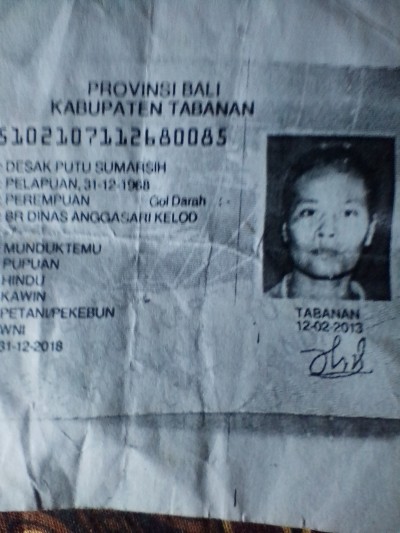 PROVINSI BALI
KABUPATEN TABANAN
5102107112680085
: DESAK PUTU SUMARSIH
: PELAPUAN, 31-12-1968
: PEREMPUAN Gol Darah : -
: BR DINAS ANGGASARI KELOD
MUNDUKTEMU
PUPUAN
HINDU
KAWIN
PETANI/PEKEBUN
WNI
31-12-2018
TABANAN
12-02-2013